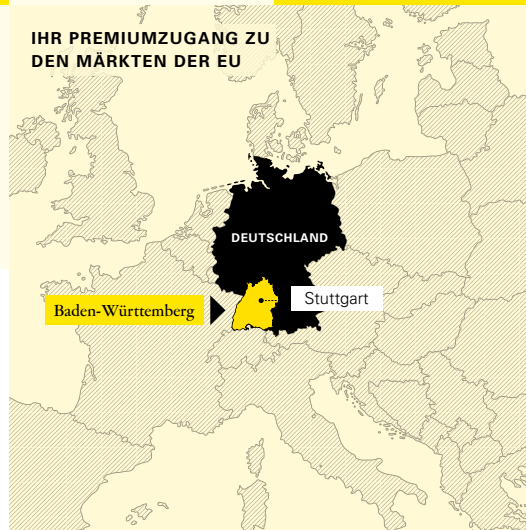 IHR PREMIUMZUGANG ZU
DEN MÄRKTEN DER EU
DEUTSCHLAND
Stuttgart
Baden-Württemberg